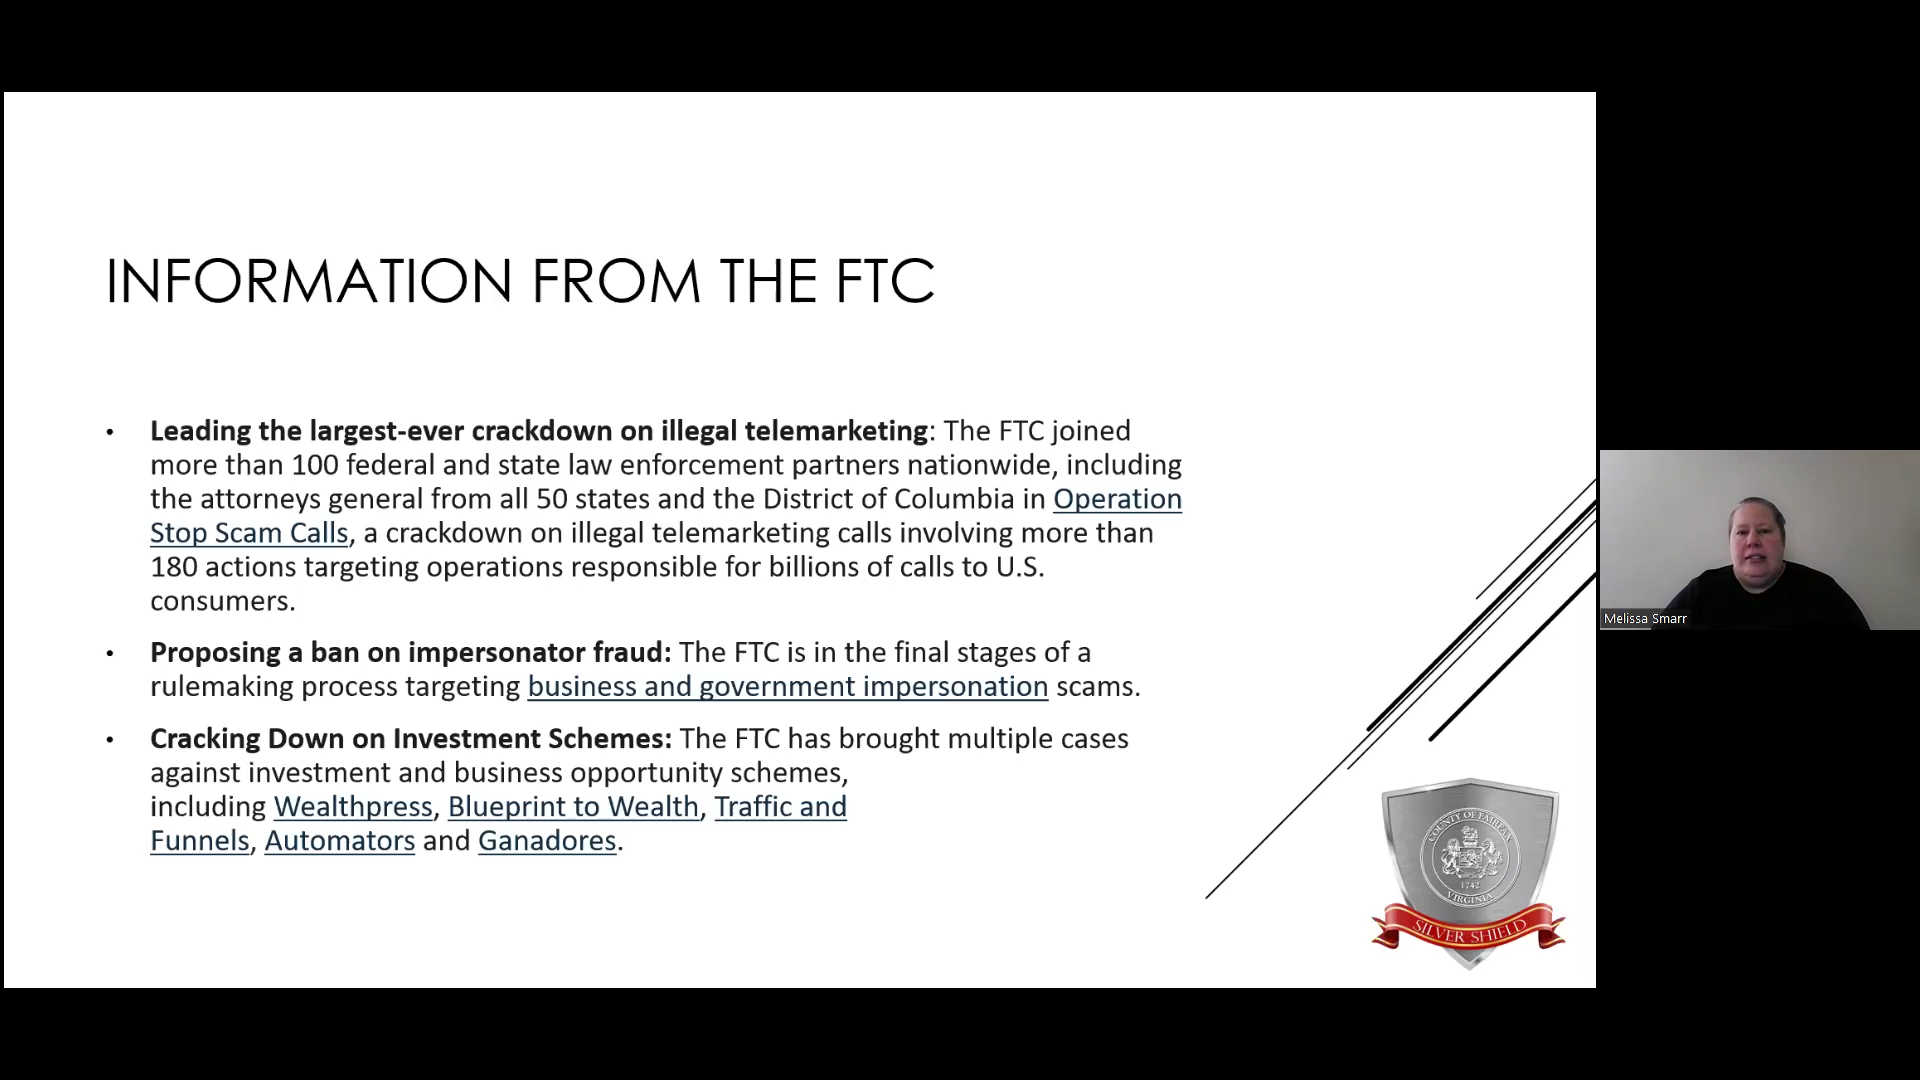 INFORMATION FROM THE FTC
• Leading the largest-ever crackdown on illegal telemarketing: The FTC joined
more than 100 federal and state law enforcement partners nationwide, including
the attorneys general from all 50 states and the District of Columbia in Operation
Stop Scam Calls, a crackdown on illegal telemarketing calls involving more than
180 actions targeting operations responsible for billions of calls to U.S.
consumers.
• Proposing a ban on impersonator fraud: The FTC is in the final stages of a
rulemaking process targeting business and government impersonation scams.
• Cracking Down on Investment Schemes: The FTC has brought multiple cases
against investment and business opportunity schemes,
including Wealthpress, Blueprint to Wealth, Traffic and
Funnels, Automators and Ganadores.
COUNTY OF FAIRFAX
1742
VIRGINIA
SILVER SHIELD
Melissa Smarr